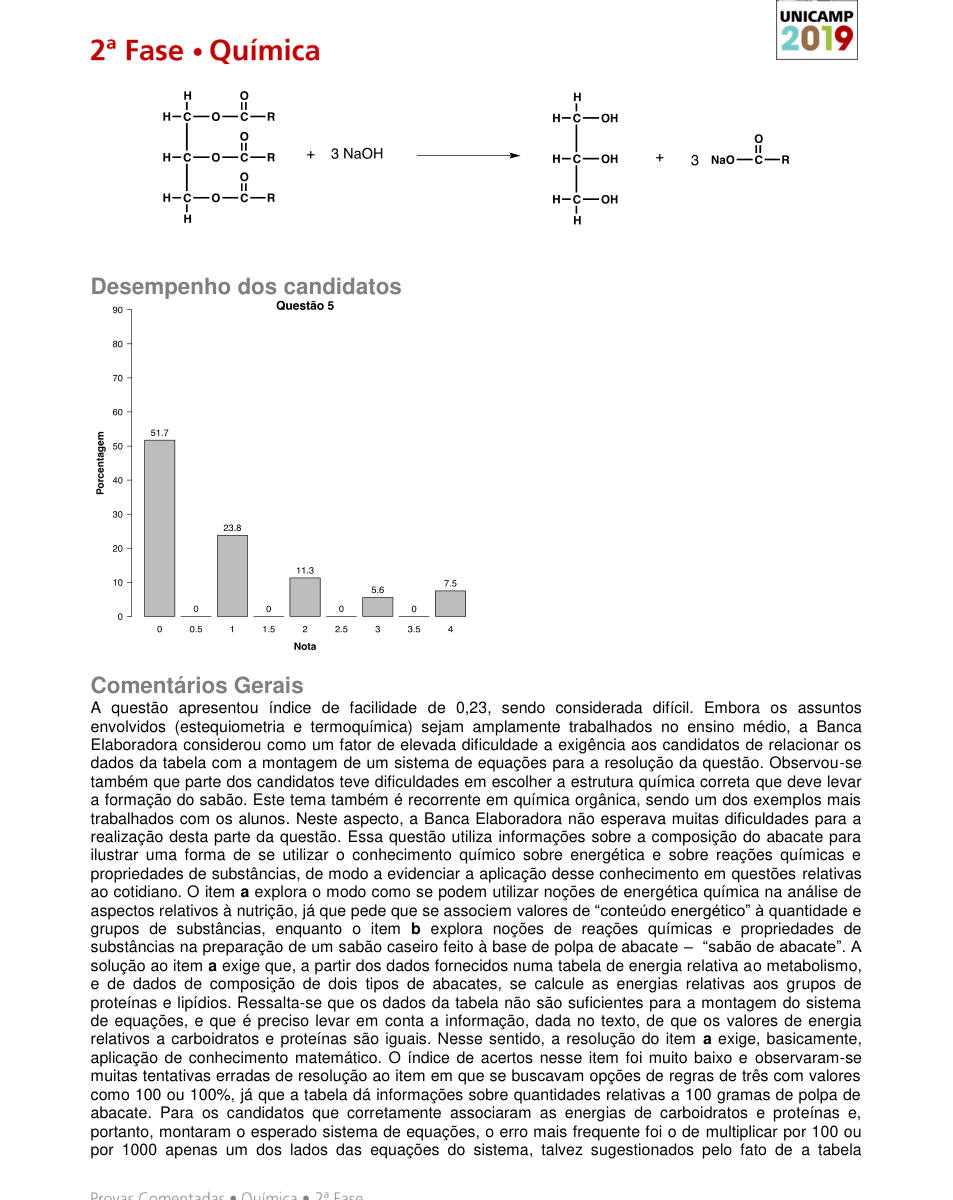 UNICAMP
2019
2ª Fase • Química
H O H
H–C–O–C–R H–C–OH
O O
H–C–O–C–R + 3 NaOH H–C–OH + 3 NaO–C–R
O
H–C–O–C–R H–C–OH
H H
Desempenho dos candidatos
Questão 5
90
80
70
60
50
40
30
20
10
0
Porcentagem
51.7
0
23.8
0
11.3
0
5.6
0
7.5
0 0.5 1 1.5 2 2.5 3 3.5 4
Nota
Comentários Gerais
A questão apresentou índice de facilidade de 0,23, sendo considerada difícil. Embora os assuntos
envolvidos (estequiometria e termoquímica) sejam amplamente trabalhados no ensino médio, a Banca
Elaboradora considerou como um fator de elevada dificuldade a exigência aos candidatos de relacionar os
dados da tabela com a montagem de um sistema de equações para a resolução da questão. Observou-se
também que parte dos candidatos teve dificuldades em escolher a estrutura química correta que deve levar
a formação do sabão. Este tema também é recorrente em química orgânica, sendo um dos exemplos mais
trabalhados com os alunos. Neste aspecto, a Banca Elaboradora não esperava muitas dificuldades para a
realização desta parte da questão. Essa questão utiliza informações sobre a composição do abacate para
ilustrar uma forma de se utilizar o conhecimento químico sobre energética e sobre reações químicas e
propriedades de substâncias, de modo a evidenciar a aplicação desse conhecimento em questões relativas
ao cotidiano. O item a explora o modo como se podem utilizar noções de energética química na análise de
aspectos relativos à nutrição, já que pede que se associem valores de “conteúdo energético” à quantidade e
grupos de substâncias, enquanto o item b explora noções de reações químicas e propriedades de
substâncias na preparação de um sabão caseiro feito à base de polpa de abacate – “sabão de abacate”. A
solução ao item a exige que, a partir dos dados fornecidos numa tabela de energia relativa ao metabolismo,
e de dados de composição de dois tipos de abacates, se calcule as energias relativas aos grupos de
proteínas e lipídios. Ressalta-se que os dados da tabela não são suficientes para a montagem do sistema
de equações, e que é preciso levar em conta a informação, dada no texto, de que os valores de energia
relativos a carboidratos e proteínas são iguais. Nesse sentido, a resolução do item a exige, basicamente,
aplicação de conhecimento matemático. O índice de acertos nesse item foi muito baixo e observaram-se
muitas tentativas erradas de resolução ao item em que se buscavam opções de regras de três com valores
como 100 ou 100%, já que a tabela dá informações sobre quantidades relativas a 100 gramas de polpa de
abacate. Para os candidatos que corretamente associaram as energias de carboidratos e proteínas e,
portanto, montaram o esperado sistema de equações, o erro mais frequente foi o de multiplicar por 100 ou
por 1000 apenas um dos lados das equações do sistema, talvez sugestionados pelo fato de a tabela
Provas Comentadas • Química • 2ª Fase